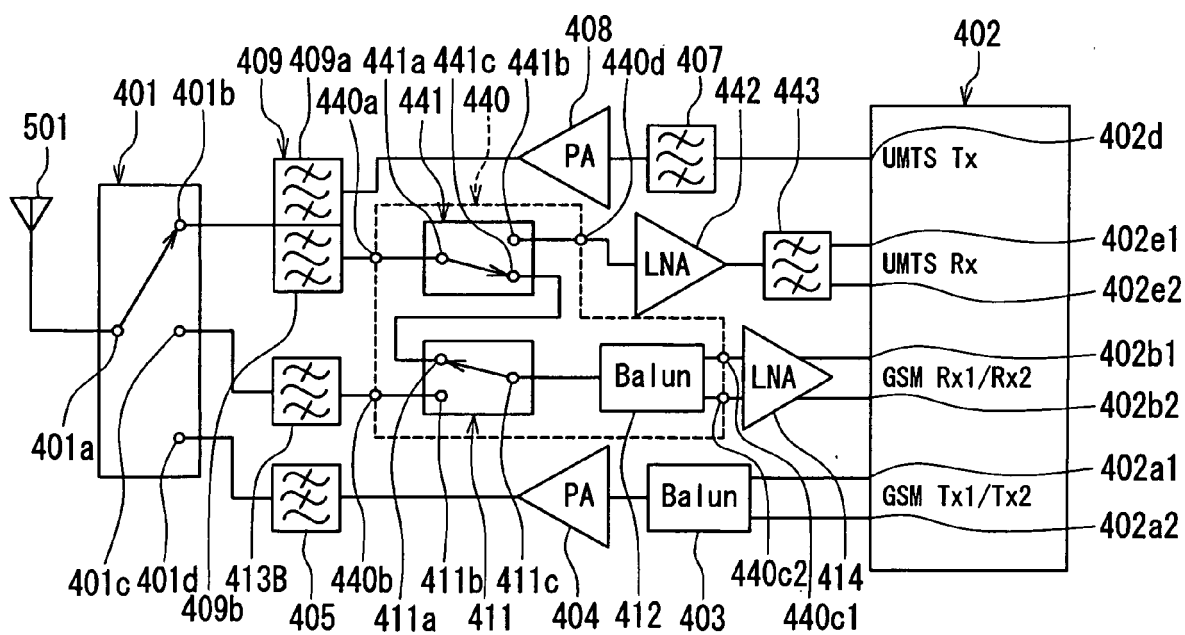 408
402
409
409a
441a
441c
441b
440d
407
401
401b
440a
441
440
442
443
501
PA
UMTS Tx
402d
402e1
LNA
UMTS Rx
402e2
402b1
Balun
LNA
GSM Rx1/Rx2
402b2
401a
402a1
PA
Balun
GSM Tx1/Tx2
402a2
401c
401d
413B
440b
411b
411c
440c2
414
409b
405
411a
411
404
412
403
440c1